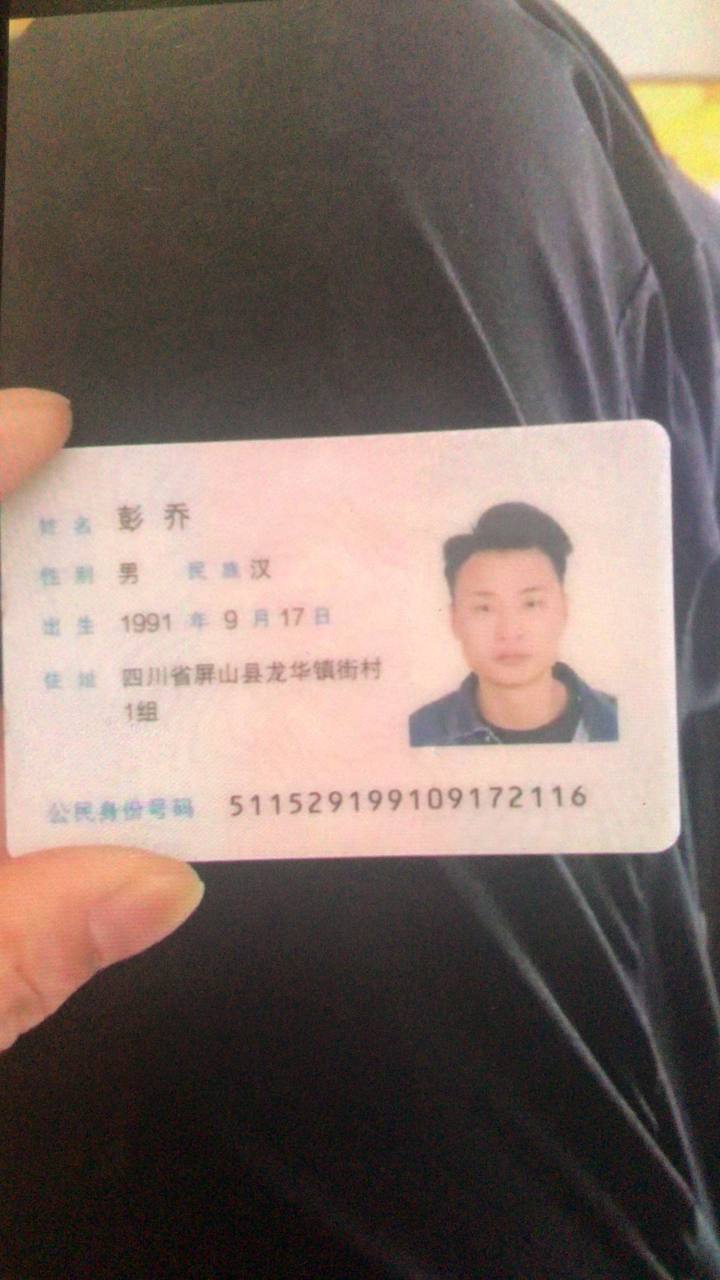 姓名 彭乔
性别 男 民族 汉
出生 1991 年 9 月 17 日
住址 四川省屏山县龙华镇街村
1组
公民身份号码 511529199109172116